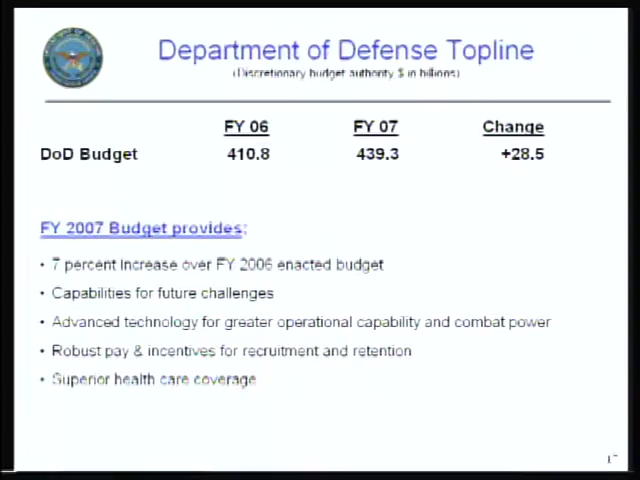 Department of Defense Topline
(Discretionary budget authority $ in billions)
FY 06 FY 07 Change
DoD Budget 410.8 439.3 +28.5
FY 2007 Budget provides:
• 7 percent increase over FY 2006 enacted budget
• Capabilities for future challenges
• Advanced technology for greater operational capability and combat power
• Robust pay & incentives for recruitment and retention
• Superior health care coverage